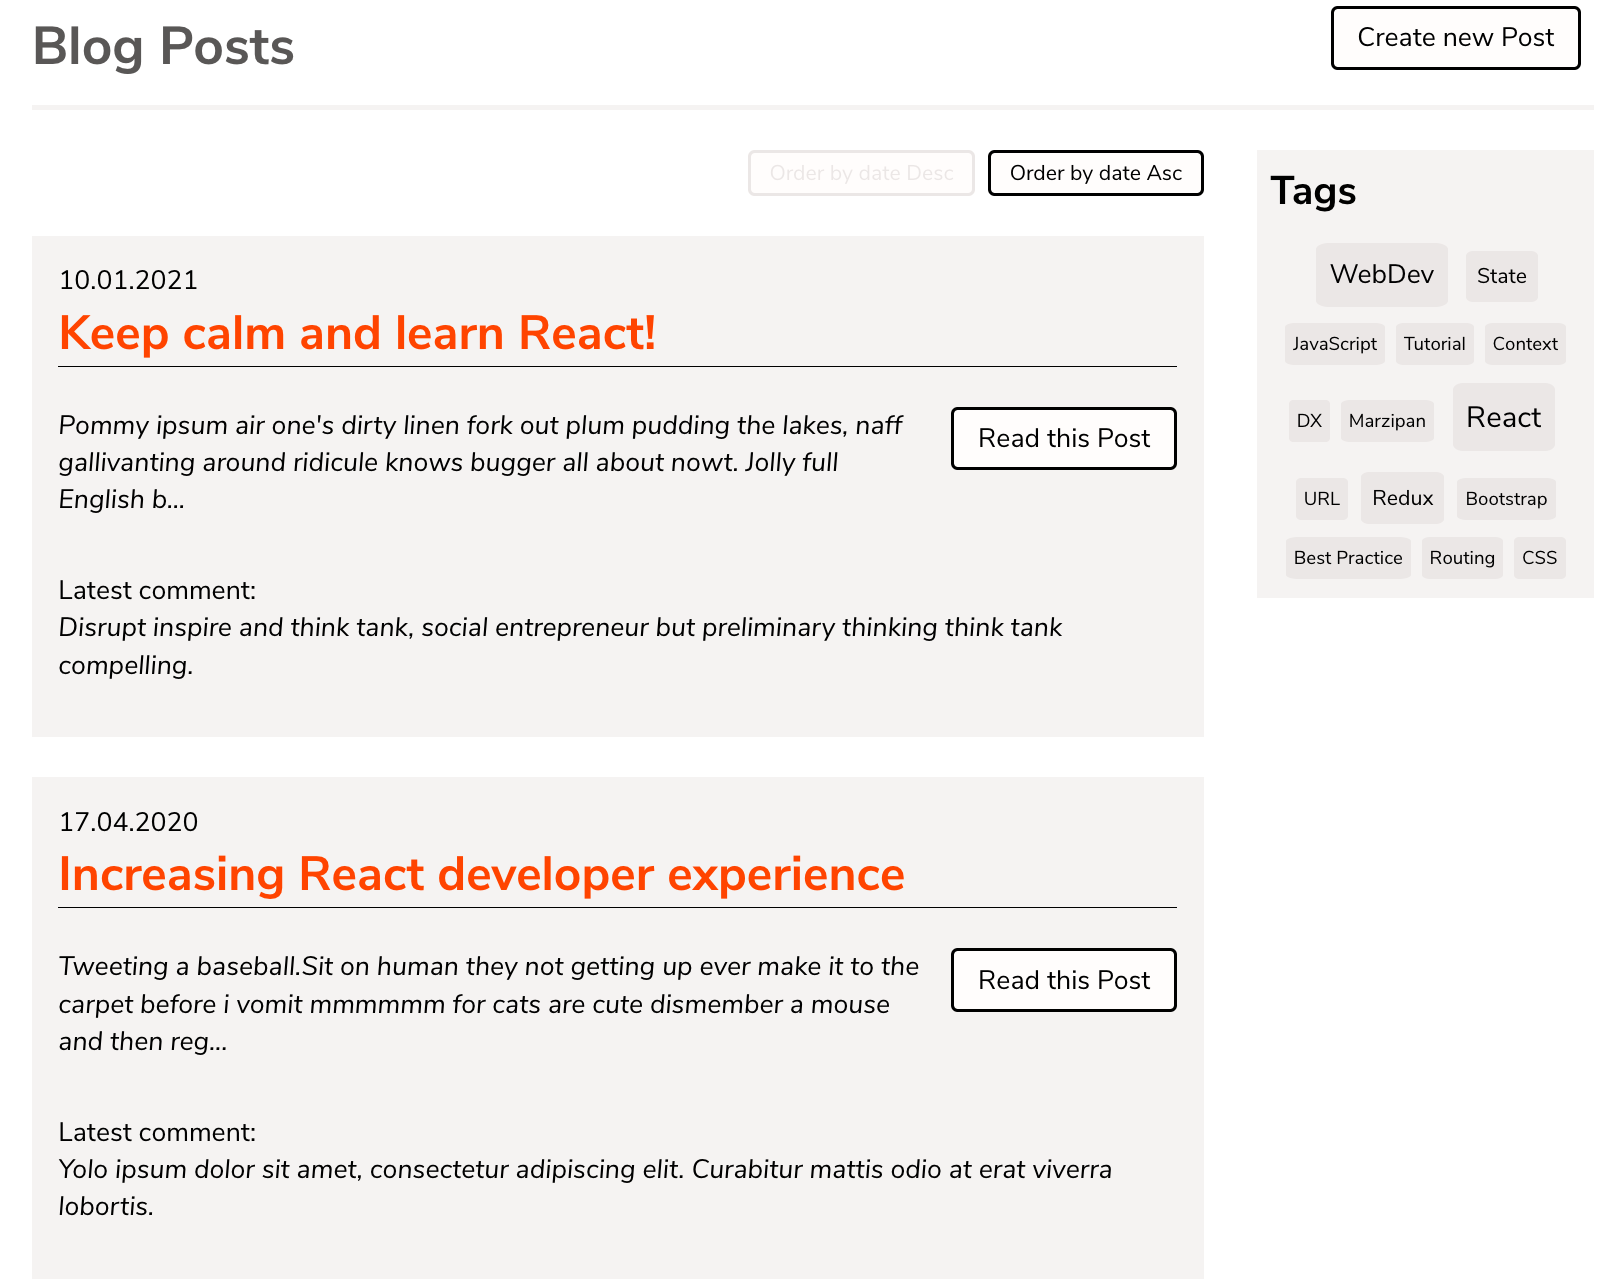 Blog Posts
Create new Post
Order by date Desc
Order by date Asc
10.01.2021
Keep calm and learn React!
Pommy ipsum air one's dirty linen fork out plum pudding the lakes, naff
gallivanting around ridicule knows bugger all about nowt. Jolly full
English b...
Read this Post
Latest comment:
Disrupt inspire and think tank, social entrepreneur but preliminary thinking think tank
compelling.
17.04.2020
Increasing React developer experience
Tweeting a baseball.Sit on human they not getting up ever make it to the
carpet before i vomit mmmmmm for cats are cute dismember a mouse
and then reg...
Read this Post
Latest comment:
Yolo ipsum dolor sit amet, consectetur adipiscing elit. Curabitur mattis odio at erat viverra
lobortis.
Tags
WebDev State
JavaScript Tutorial Context
DX Marzipan React
URL Redux Bootstrap
Best Practice Routing CSS